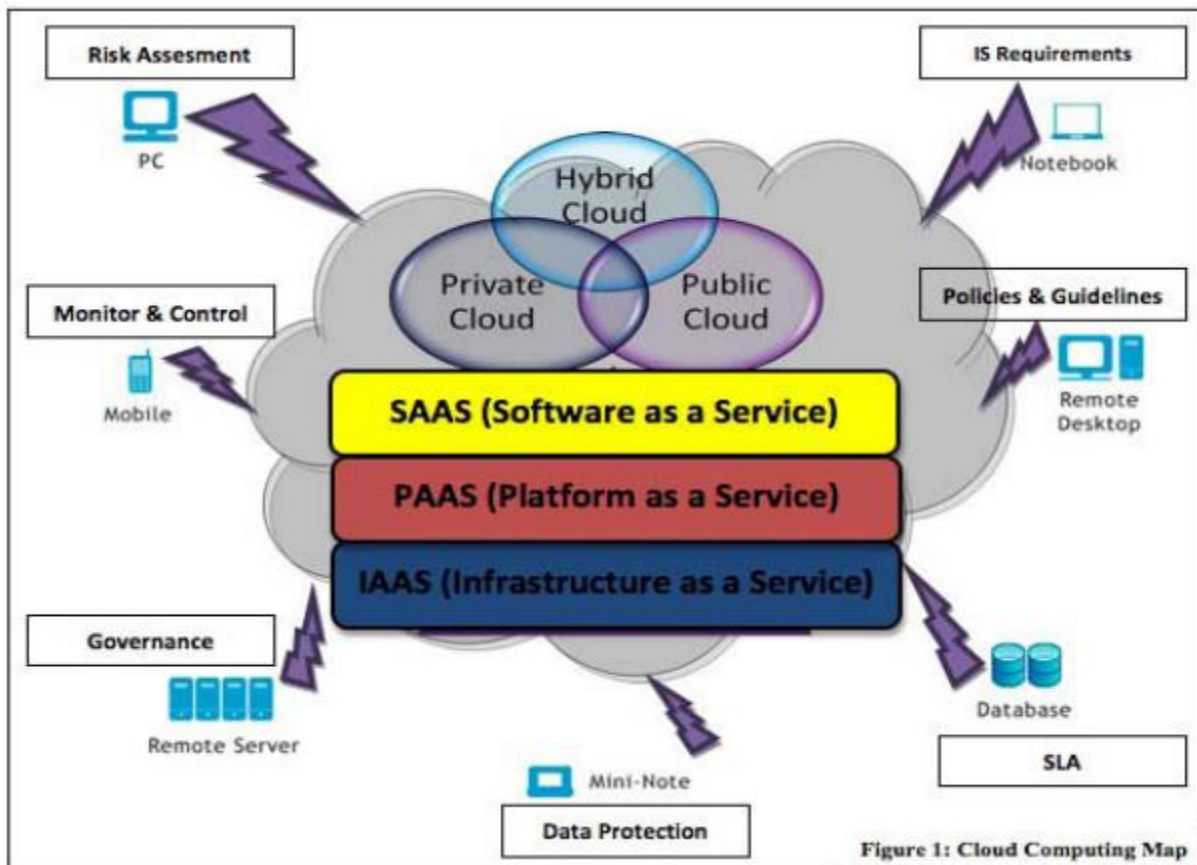 Risk Assesment
PC
IS Requirements
Notebook
Hybrid
Cloud
Private
Cloud
Public
Cloud
Monitor & Control
Mobile
Policies & Guidelines
Remote
Desktop
SAAS (Software as a Service)
PAAS (Platform as a Service)
IAAS (Infrastructure as a Service)
Governance
Remote Server
Database
SLA
Mini-Note
Data Protection
Figure 1: Cloud Computing Map